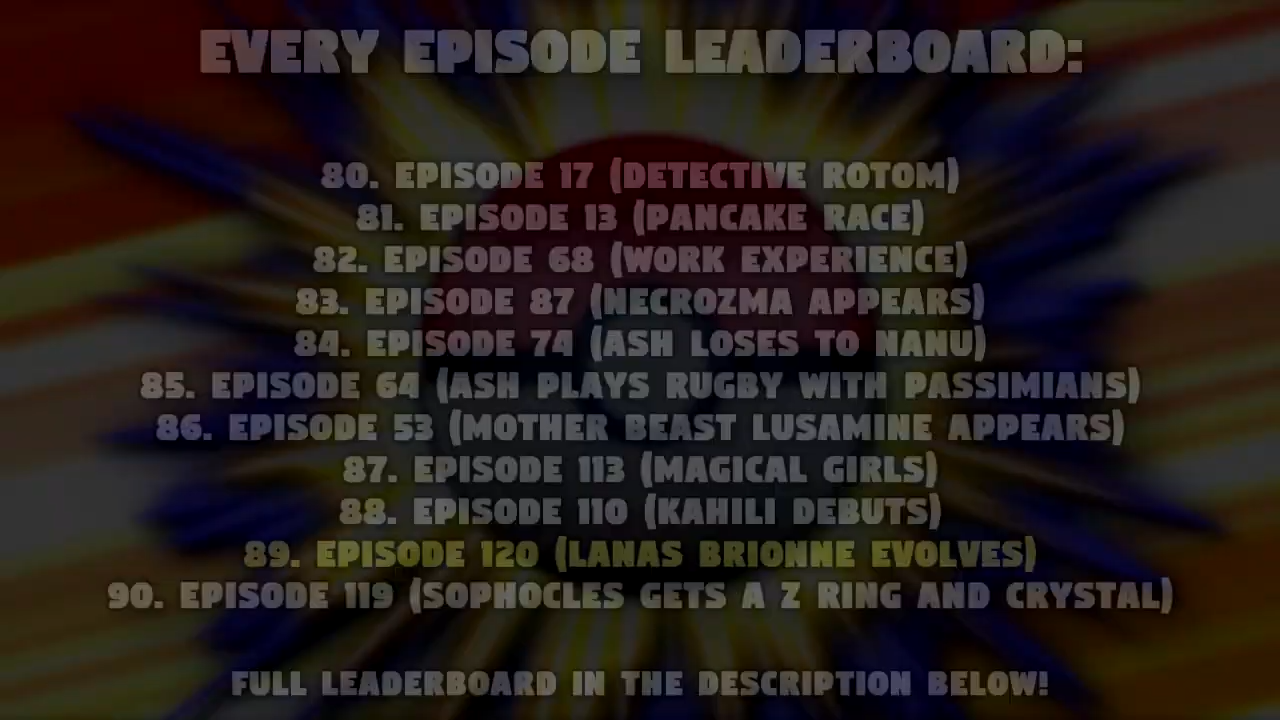 EVERY EPISODE LEADERBOARD:
80. EPISODE 17 (DETECTIVE ROTOM)
81. EPISODE 13 (PANCAKE RACE)
82. EPISODE 68 (WORK EXPERIENCE)
83. EPISODE 87 (NECROZMA APPEARS)
84. EPISODE 74 (ASH LOSES TO NANU)
85. EPISODE 64 (ASH PLAYS RUGBY WITH PASSIMIANS)
86. EPISODE 53 (MOTHER BEAST LUSAMINE APPEARS)
87. EPISODE 113 (MAGICAL GIRLS)
88. EPISODE 110 (KAHILI DEBUTS)
89. EPISODE 120 (LANAS BRIONNE EVOLVES)
90. EPISODE 119 (SOPHOCLES GETS A Z RING AND CRYSTAL)
FULL LEADERBOARD IN THE DESCRIPTION BELOW!